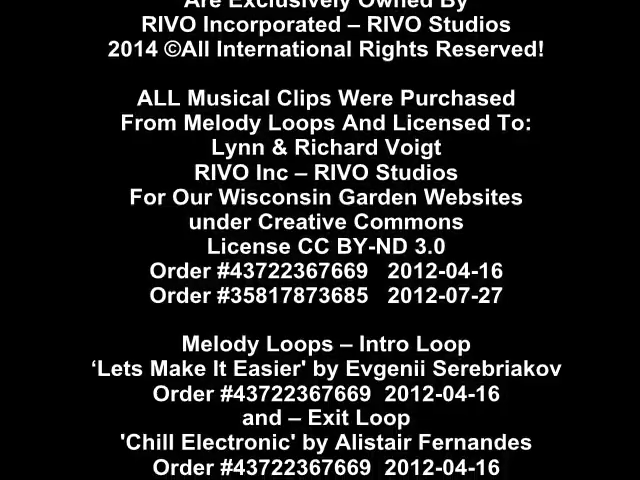 Are Exclusively Owned By
RIVO Incorporated – RIVO Studios
2014 ©All International Rights Reserved!
ALL Musical Clips Were Purchased
From Melody Loops And Licensed To:
Lynn & Richard Voigt
RIVO Inc – RIVO Studios
For Our Wisconsin Garden Websites
under Creative Commons
License CC BY-ND 3.0
Order #43722367669   2012-04-16
Order #35817873685   2012-07-27
Melody Loops – Intro Loop
‘Lets Make It Easier' by Evgenii Serebriakov
Order #43722367669  2012-04-16
and – Exit Loop
'Chill Electronic' by Alistair Fernandes
Order #43722367669  2012-04-16